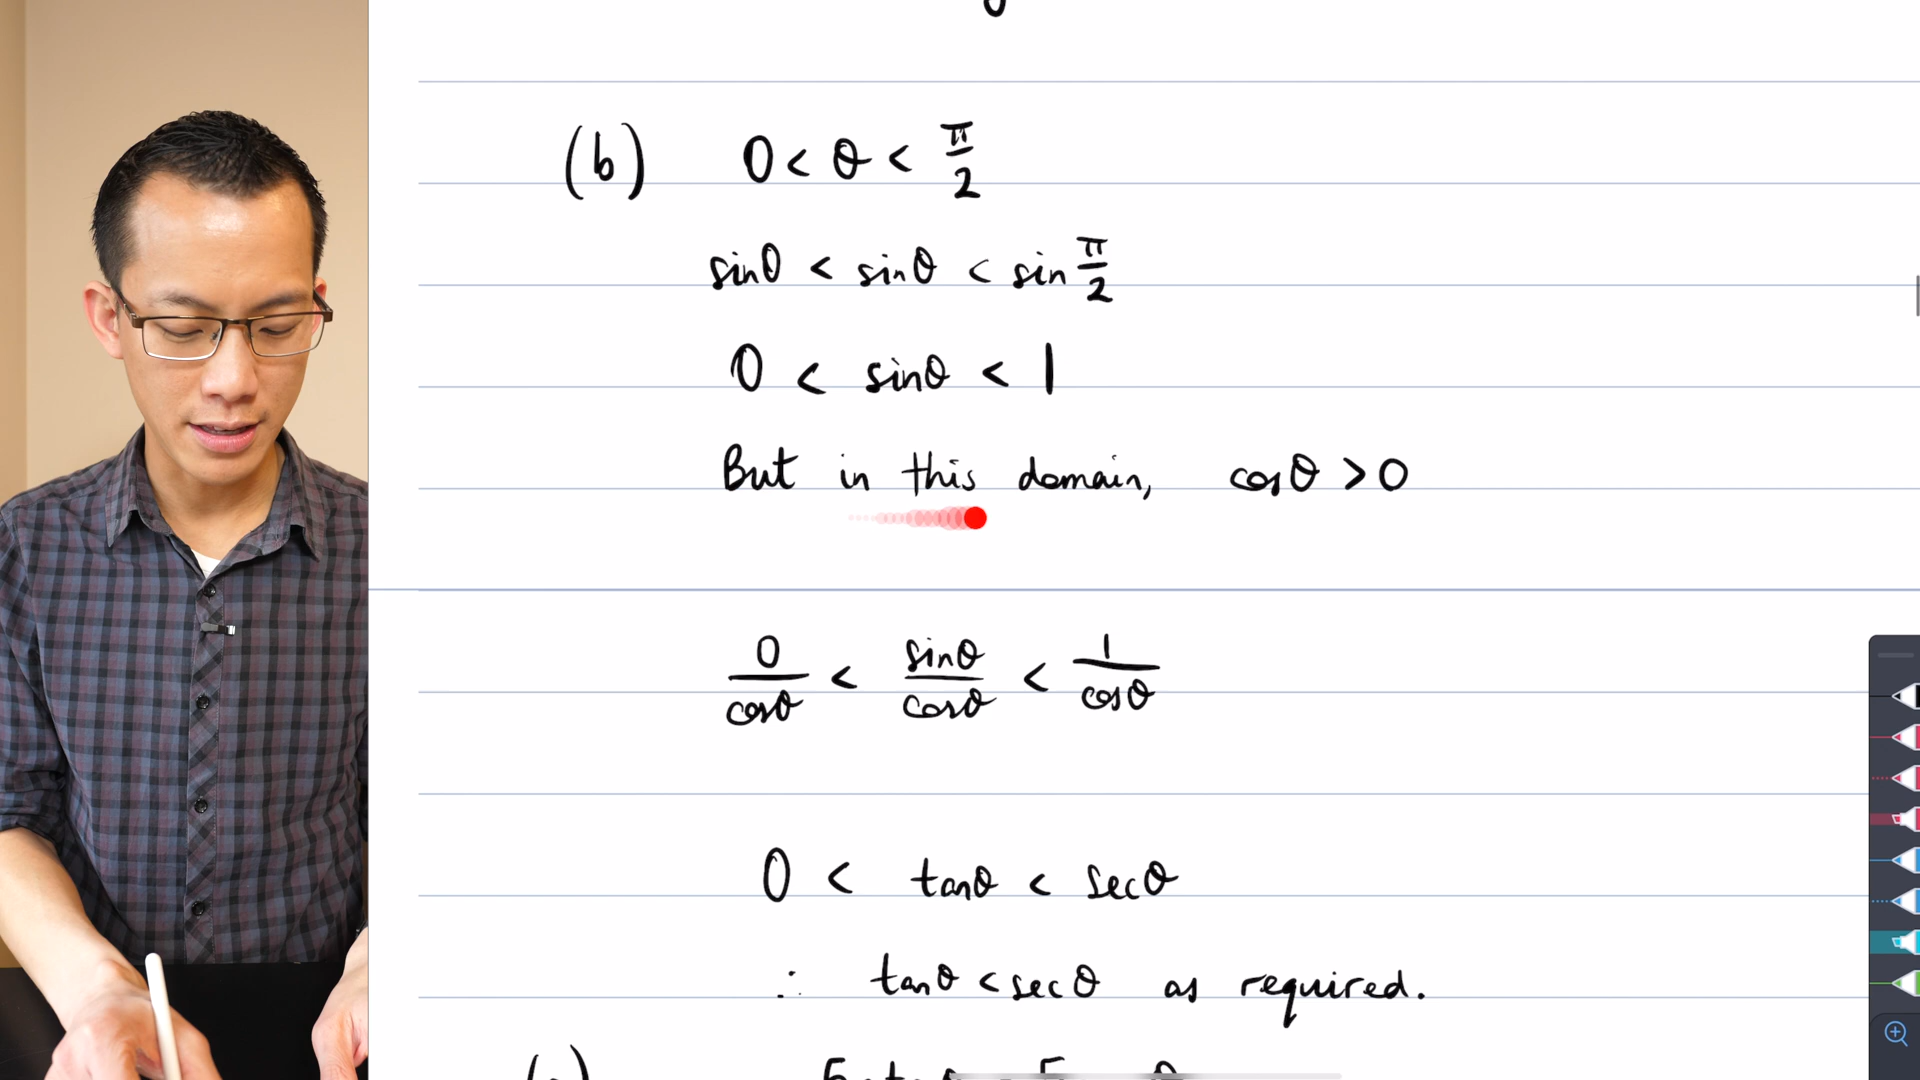 (b) 0 < θ < π/2
sinθ < sinθ < sin π/2
0 < sinθ < 1
But in this domain, cosθ > 0
0/cosθ < sinθ/cosθ < 1/cosθ
0 < tanθ < secθ
∴ tanθ < secθ as required.